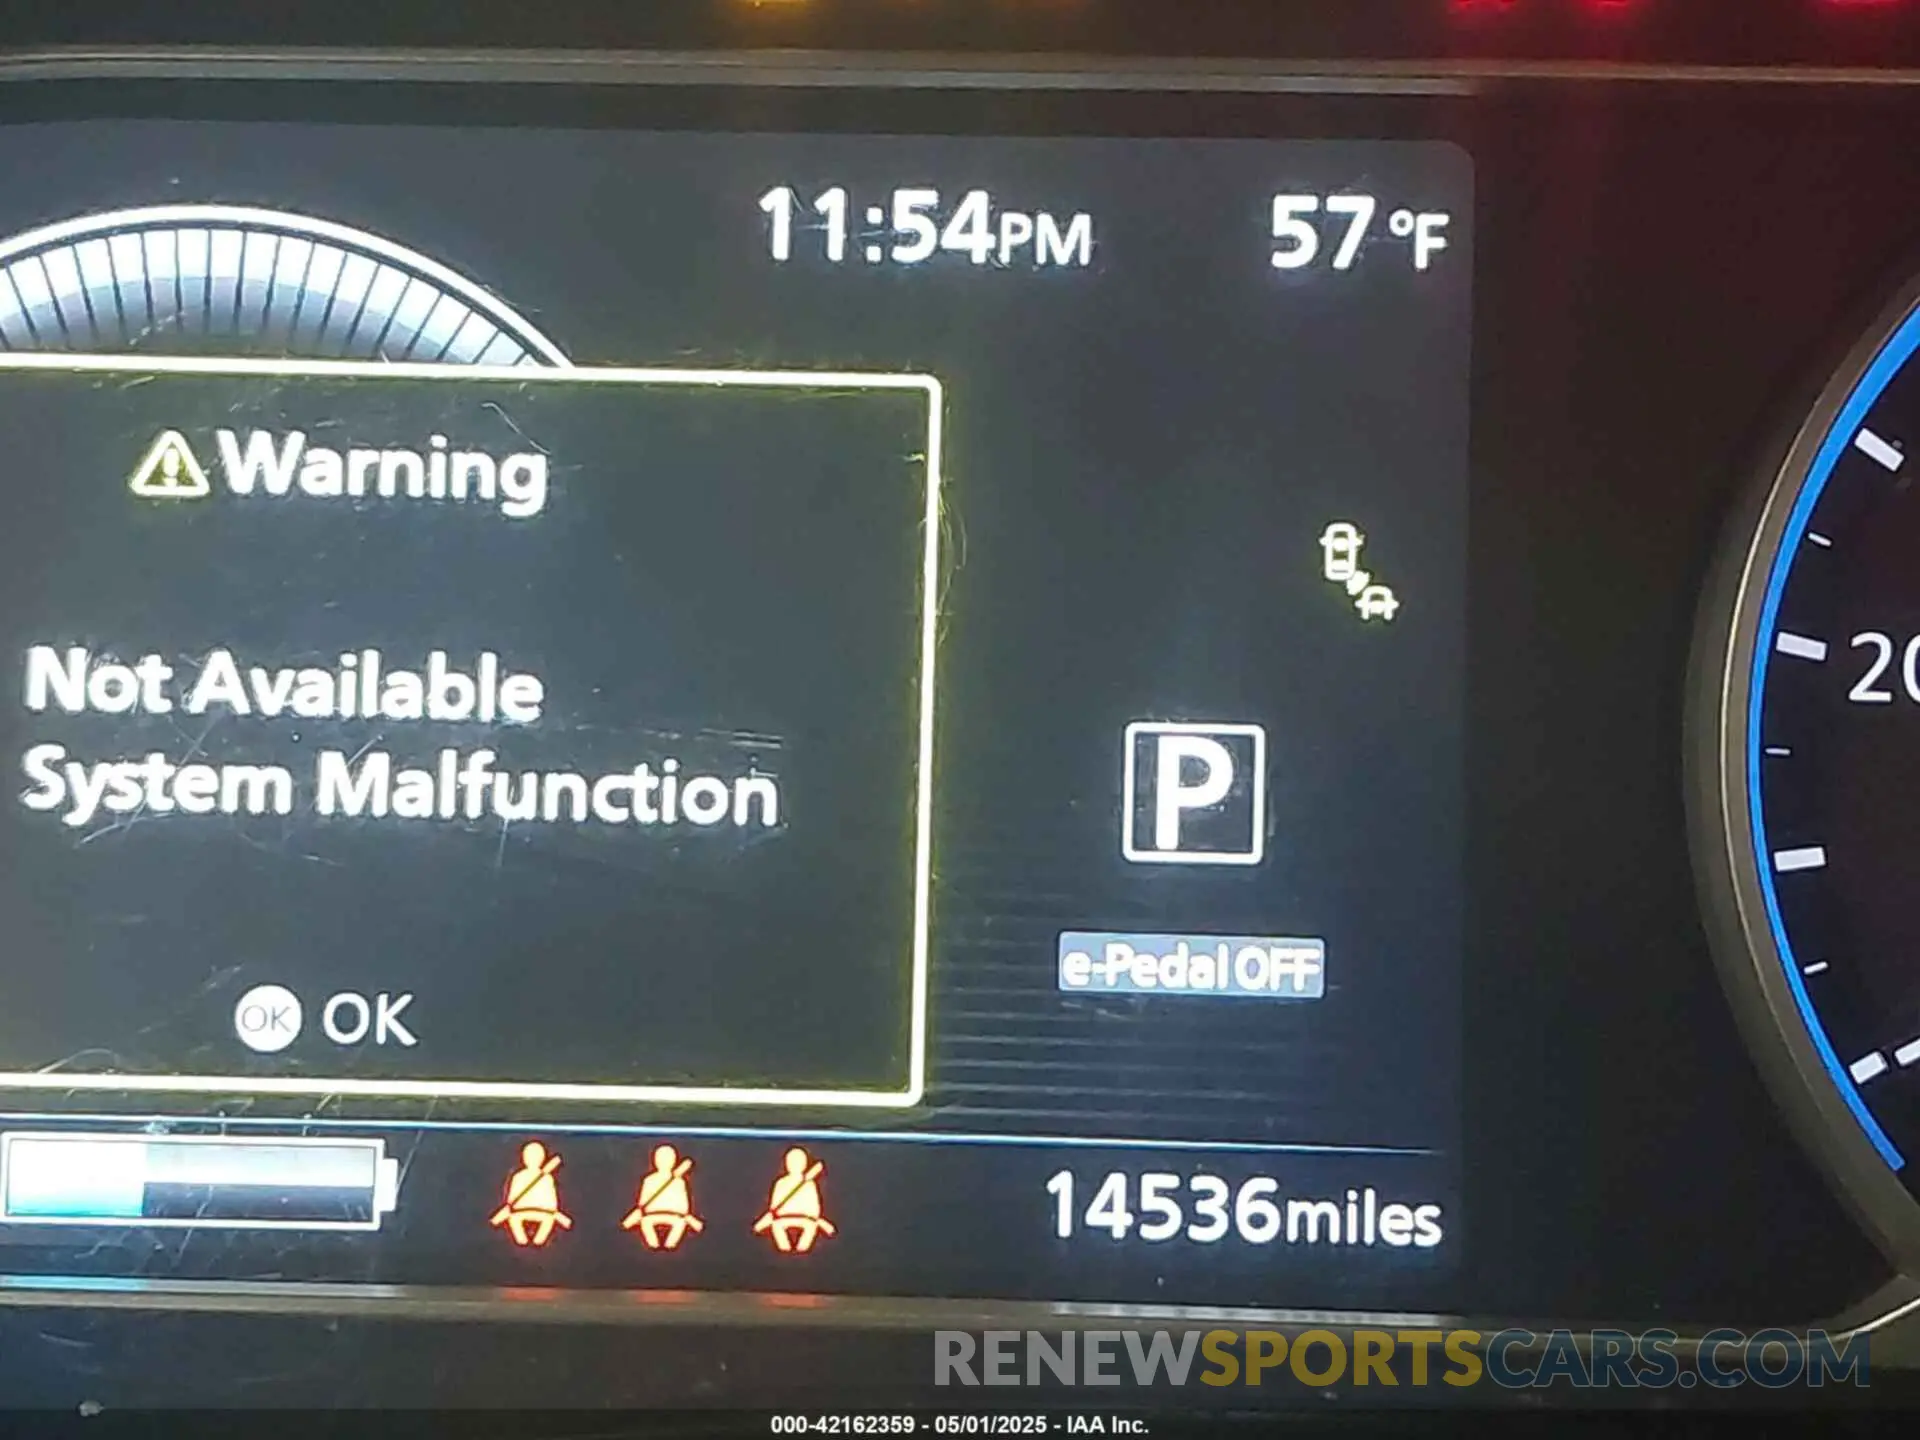 11:54PM 57°F
Warning
20
Not Available
System Malfunction
P
e-Pedal OFF
OK OK
14536miles
RENEWSPORTSCARS.COM
000-42162359 - 05/01/2025 - IAA Inc.